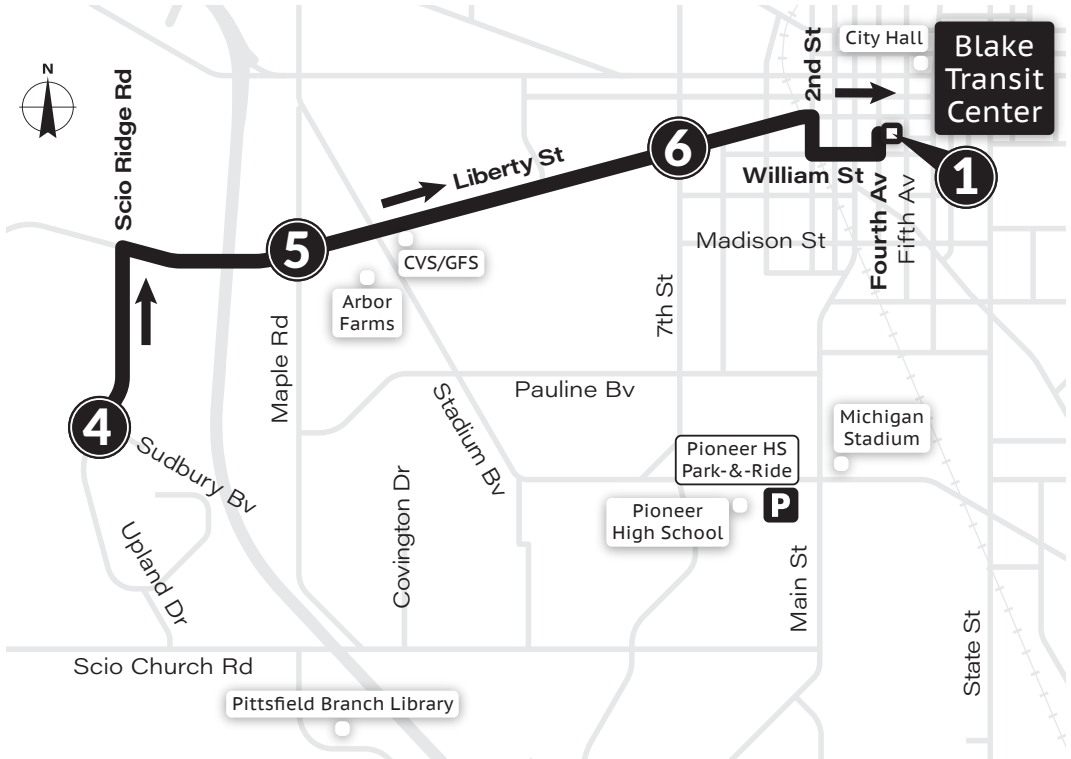 N
Scio Ridge Rd
2nd St
City Hall
Blake
Transit
Center
6
Liberty St
William St
1
Fourth Av
Fifth Av
Madison St
5
CVS/GFS
Arbor
Farms
Maple Rd
7th St
Pauline Bv
4
Sudbury Bv
Stadium Bv
Michigan
Stadium
Pioneer HS
Park-&-Ride
P
Pioneer
High School
Upland Dr
Covington Dr
Main St
State St
Scio Church Rd
Pittsfield Branch Library